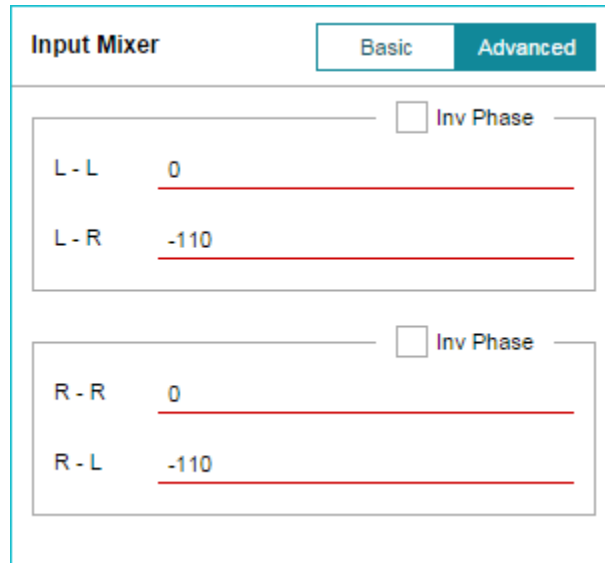 Input Mixer Basic Advanced
Inv Phase
L - L 0
L - R -110
Inv Phase
R - R 0
R - L -110